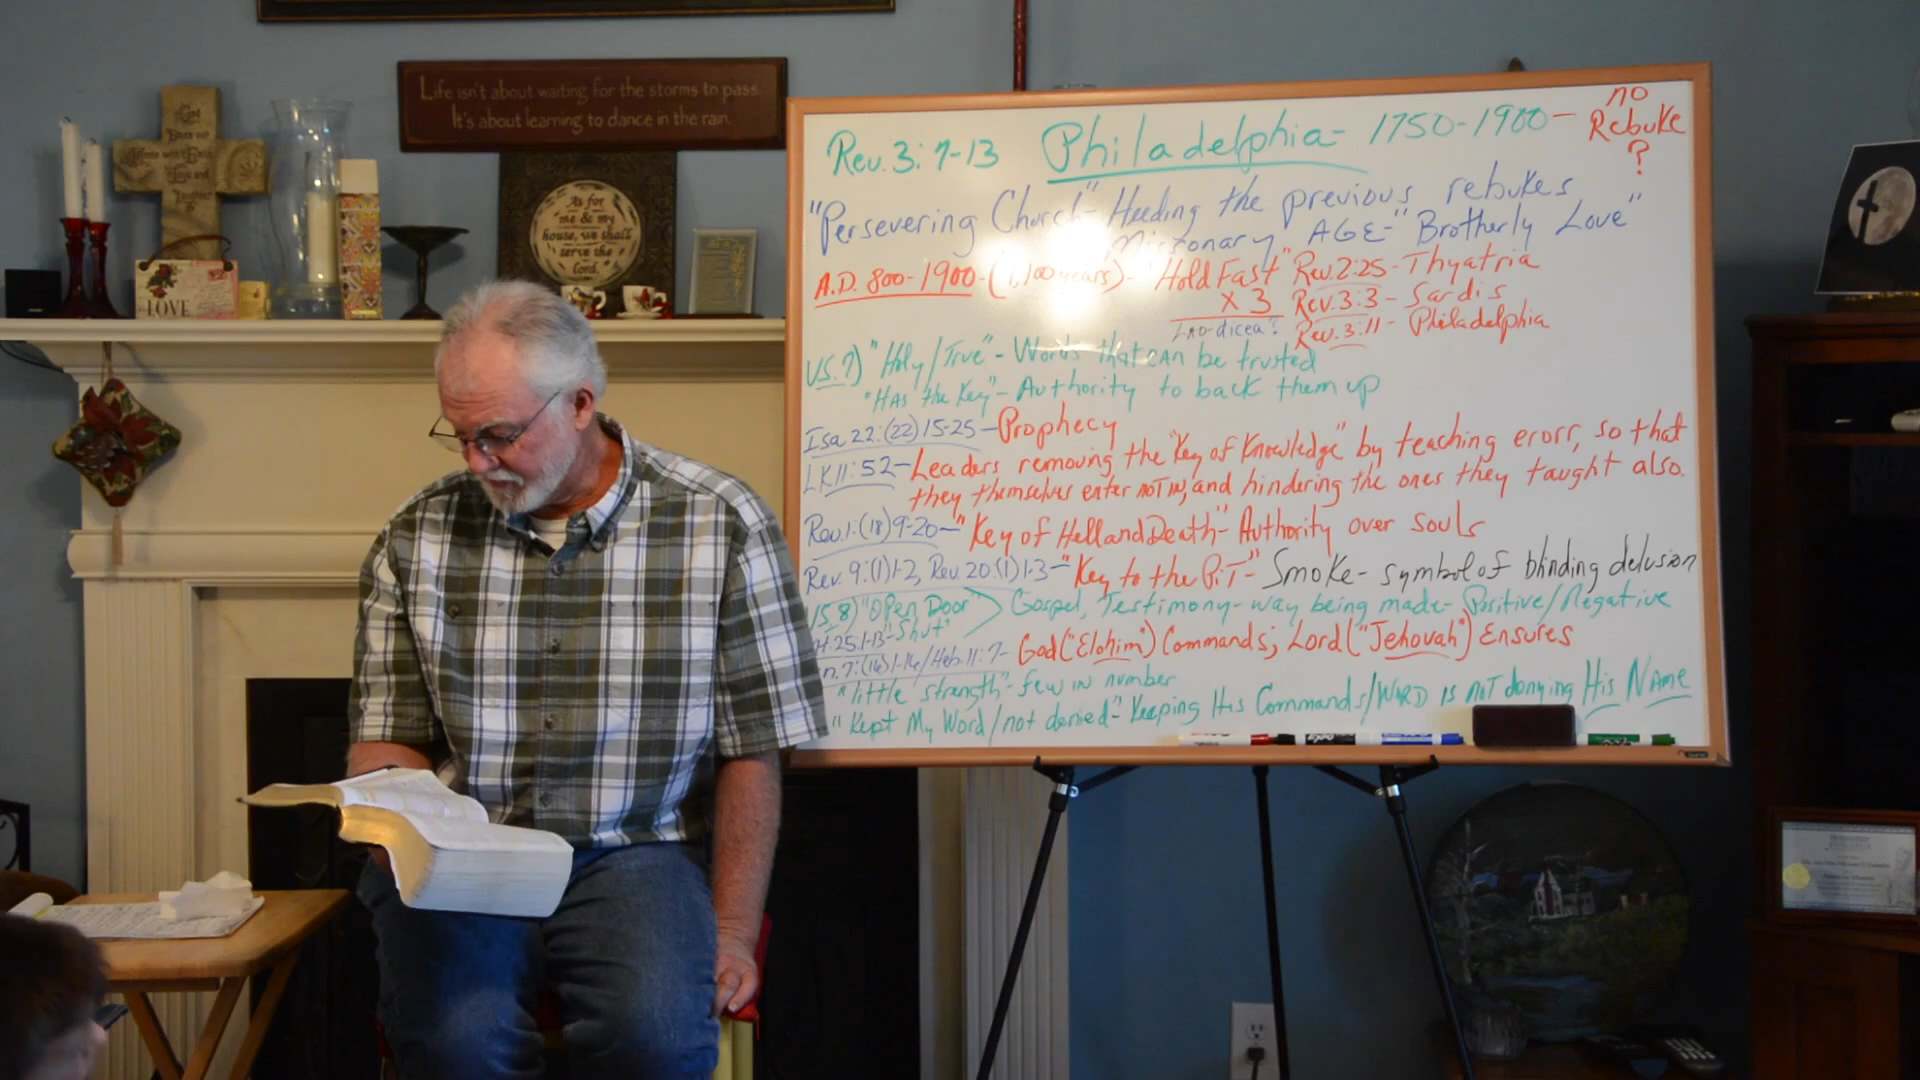 Life isn't about waiting for the storms to pass.
It's about learning to dance in the rain.
As for
me & my
house, we shall
serve the
Lord.
LOVE
Rev. 3:7-13 Philadelphia- 1750-1900- no
Rebuke
?
"Persevering Church"- Heeding the previous rebukes
Missionary AGE- "Brotherly Love"
A.D. 800-1900-(1,100 years)- "Hold Fast" Rev. 2:25-Thyatria
X 3 Rev. 3:3- Sardis
LAO-dicea? Rev. 3:11- Philadelphia
VS. 7) "Holy/True"- Words that can be trusted
"HAs the Key"- Authority to back them up
Isa 22:(22)15-25-Prophecy
LK 11:52-Leaders removing the "Key of Knowledge" by teaching erorr, so that
they themselves enter not in, and hindering the ones they taught also.
Rev. 1:(18)9-20-"Key of Hell and Death"- Authority over souls
Rev. 9:(1)1-2, Rev. 20:(1)1-3-"Key to the PiT"- Smoke- symbol of blinding delusion
VS. 8) "Open Door" > Gospel, Testimony-way being made- Positive/Negative
25:1-13-"Shut"
7:(16)1-16/Heb. 11:7- God ("Elohim") Commands; Lord ("Jehovah") Ensures
"little strength"- few in number
"Kept My Word/not denied"- Keeping His Commands/WORD is not denying His NAME